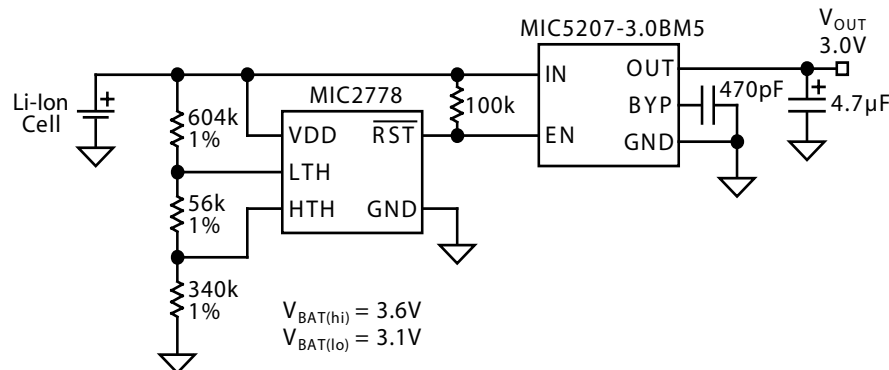 MIC5207-3.0BM5
VOUT
3.0V
IN
OUT
Li-Ion
Cell
+
604k
1%
MIC2778
100k
470pF
+
4.7µF
VDD
RST
EN
BYP
GND
LTH
56k
1%
HTH
GND
340k
1%
VBAT(hi) = 3.6V
VBAT(lo) = 3.1V